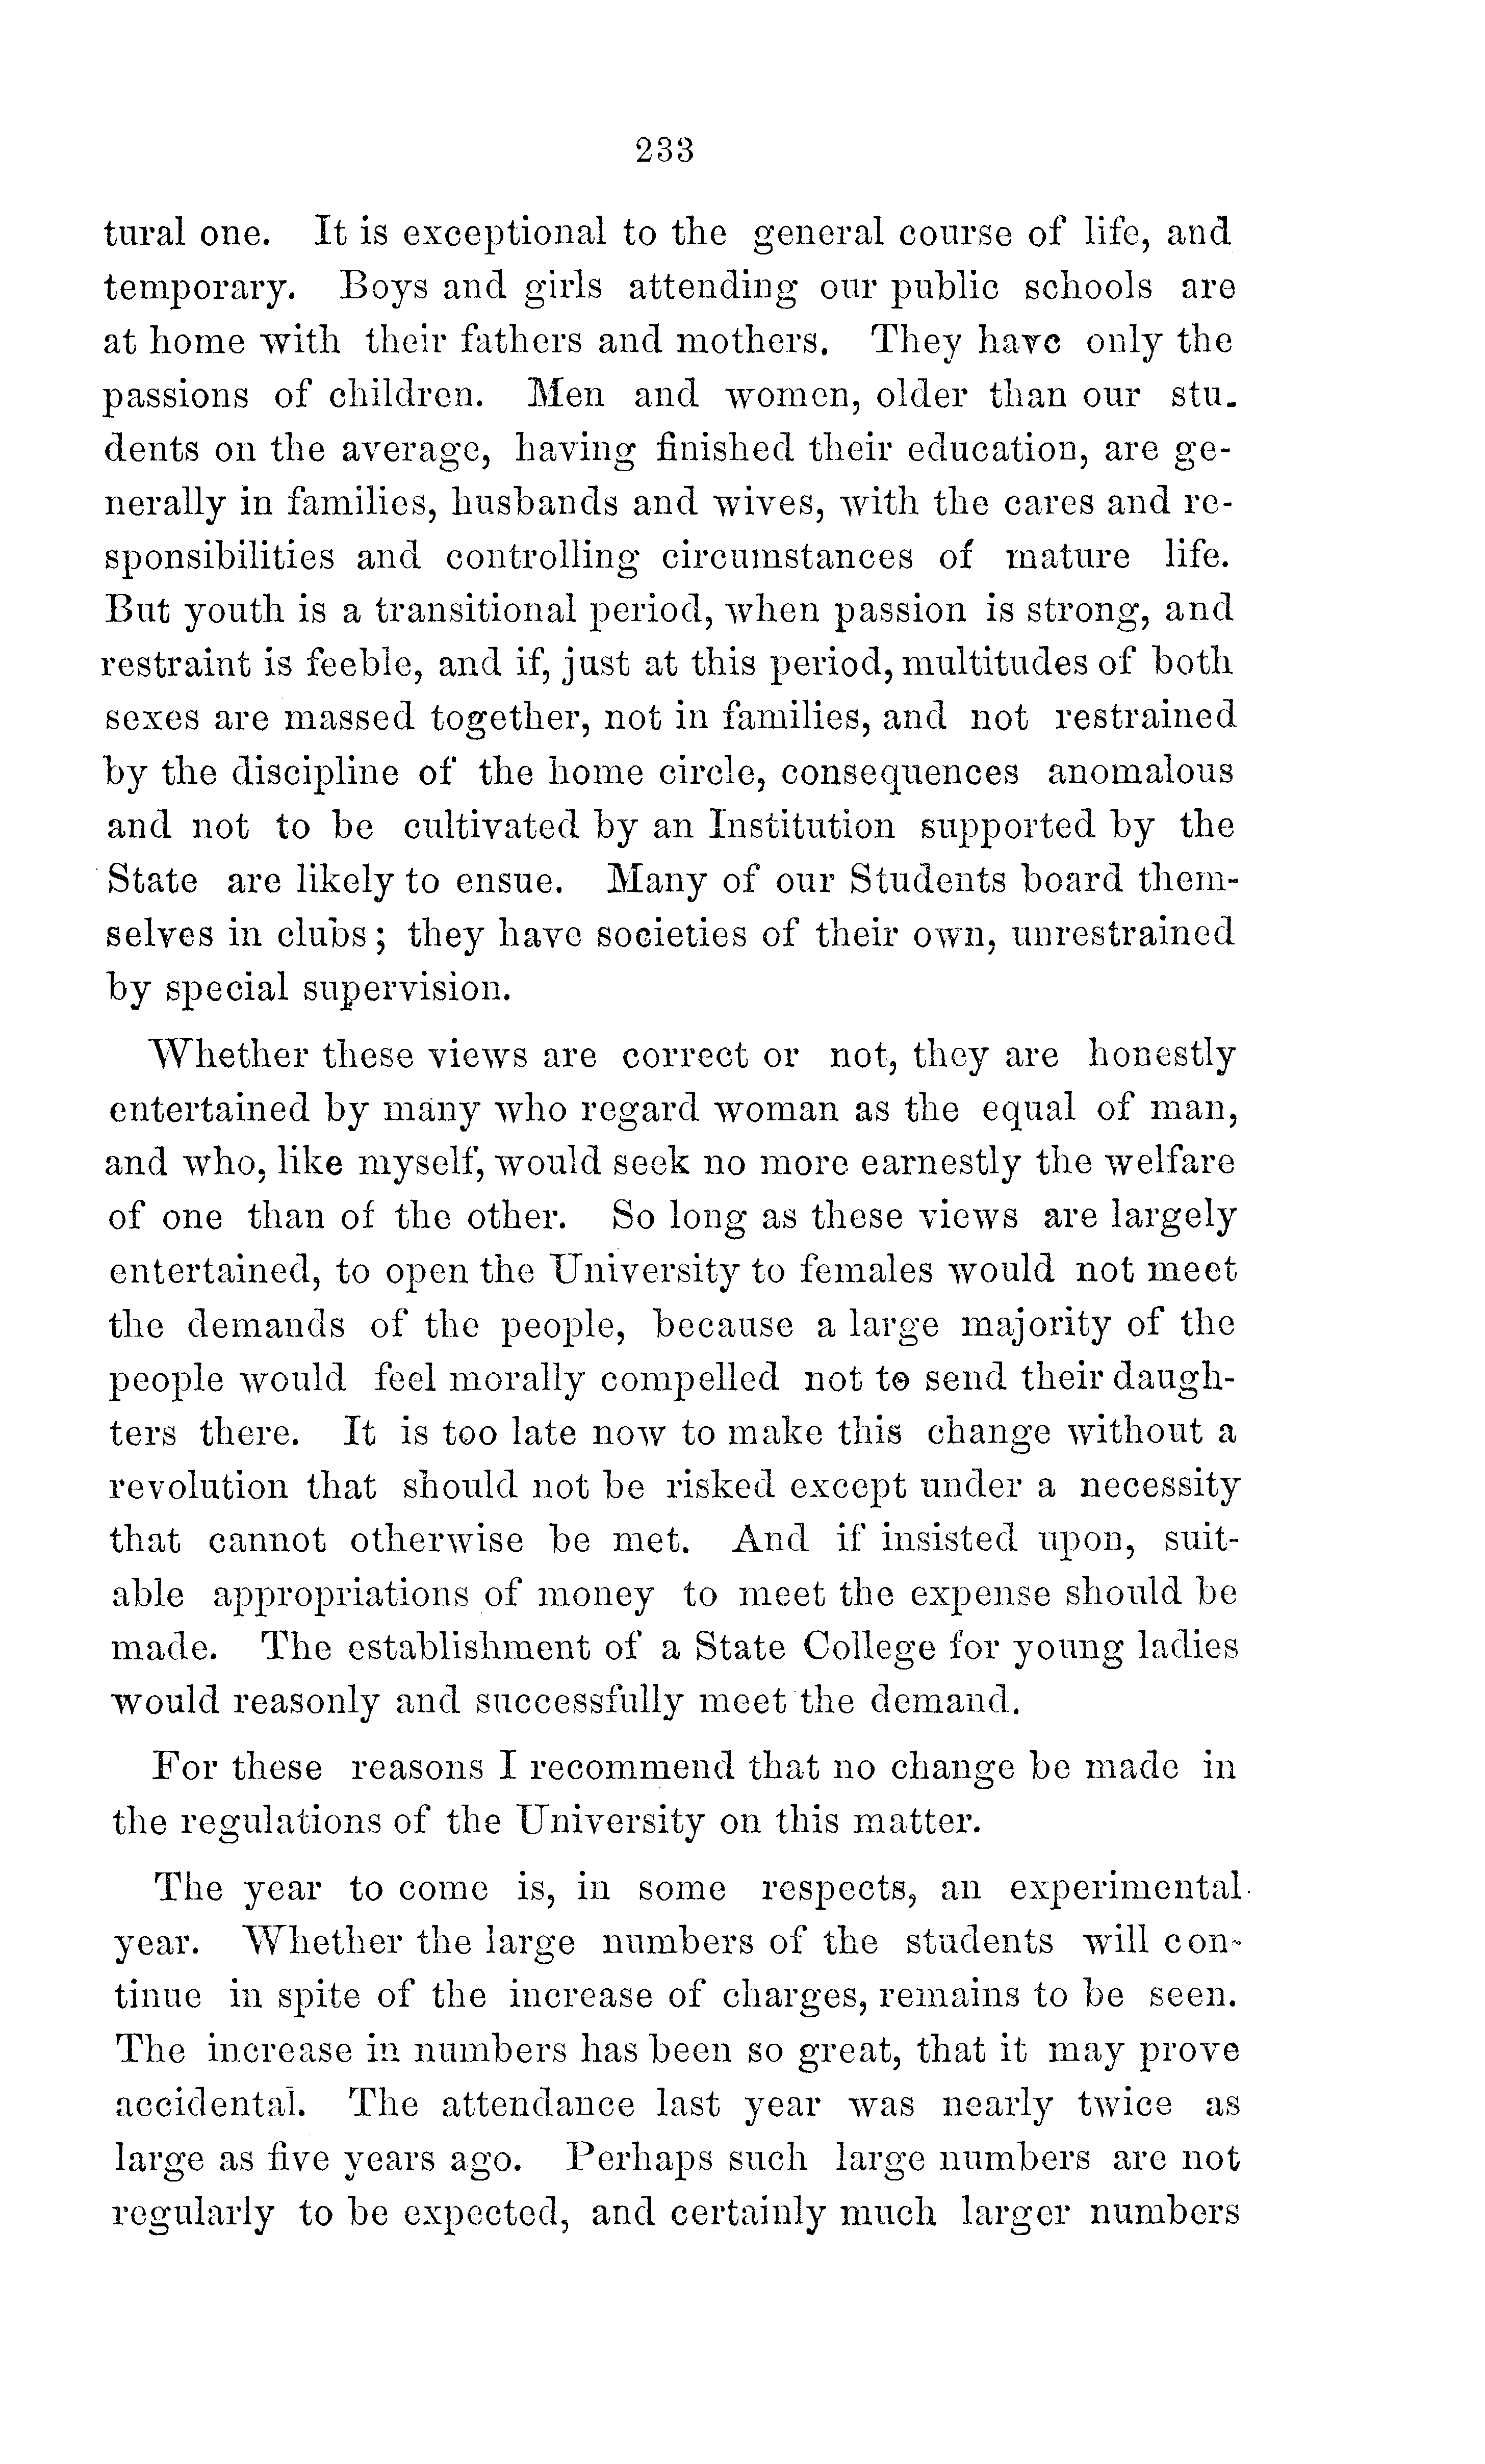 233
tural one. It is exceptional to the general course of life, and
temporary. Boys and girls attending our public schools are
at home with their fathers and mothers. They have only the
passions of children. Men and women, older than our stu-
dents on the average, having finished their education, are ge-
nerally in families, husbands and wives, with the cares and re-
sponsibilities and controlling circumstances of mature life.
But youth is a transitional period, when passion is strong, and
restraint is feeble, and if, just at this period, multitudes of both
sexes are massed together, not in families, and not restrained
by the discipline of the home circle, consequences anomalous
and not to be cultivated by an Institution supported by the
State are likely to ensue. Many of our Students board them-
selves in clubs; they have societies of their own, unrestrained
by special supervision.
Whether these views are correct or not, they are honestly
entertained by many who regard woman as the equal of man,
and who, like myself, would seek no more earnestly the welfare
of one than of the other. So long as these views are largely
entertained, to open the University to females would not meet
the demands of the people, because a large majority of the
people would feel morally compelled not to send their daugh-
ters there. It is too late now to make this change without a
revolution that should not be risked except under a necessity
that cannot otherwise be met. And if insisted upon, suit-
able appropriations of money to meet the expense should be
made. The establishment of a State College for young ladies
would reasonly and successfully meet the demand.
For these reasons I recommend that no change be made in
the regulations of the University on this matter.
The year to come is, in some respects, an experimental
year. Whether the large numbers of the students will con-
tinue in spite of the increase of charges, remains to be seen.
The increase in numbers has been so great, that it may prove
accidental. The attendance last year was nearly twice as
large as five years ago. Perhaps such large numbers are not
regularly to be expected, and certainly much larger numbers